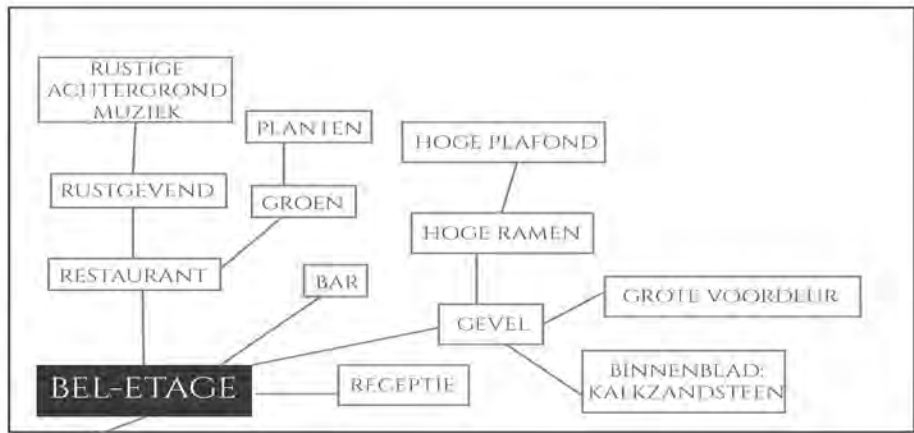 RUSTIGE
ACHTERGROND
MUZIEK
PLANTEN
HOGE PLAFOND
RUSTGEVEND
GROEN
HOGE RAMEN
RESTAURANT
BAR
GROTE VOORDEUR
GEVEL
BINNENBLAD:
KALKZANDSTEEN
BEL-ETAGE
RECEPTIE